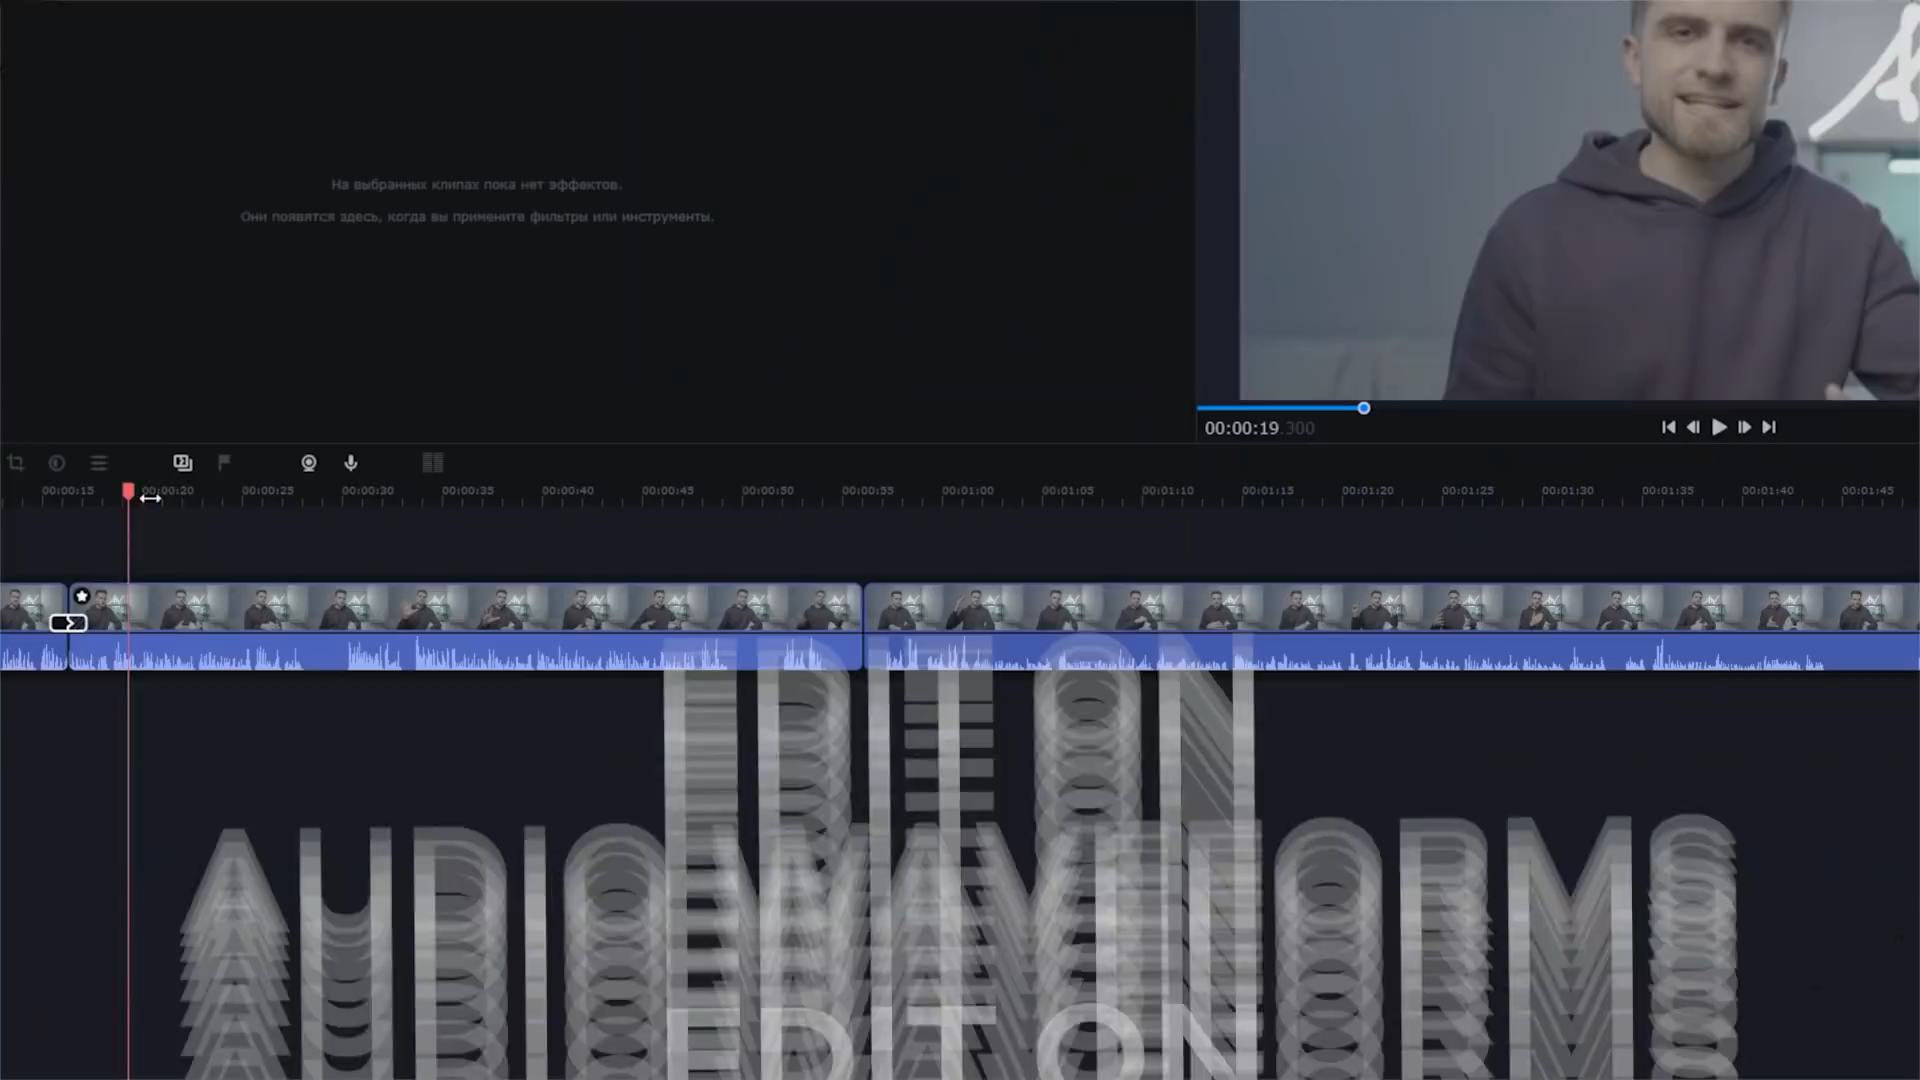 На выбранных клипах пока нет эффектов.
Они появятся здесь, когда вы примените фильтры или инструменты.
00:00:19.300
00:00:15 00:00:20 00:00:25 00:00:30 00:00:35 00:00:40 00:00:45 00:00:50 00:00:55 00:01:00 00:01:05 00:01:10 00:01:15 00:01:20 00:01:25 00:01:30 00:01:35 00:01:40 00:01:45
EDIT ON
AUDIO WAVEFORMS
EDIT ON